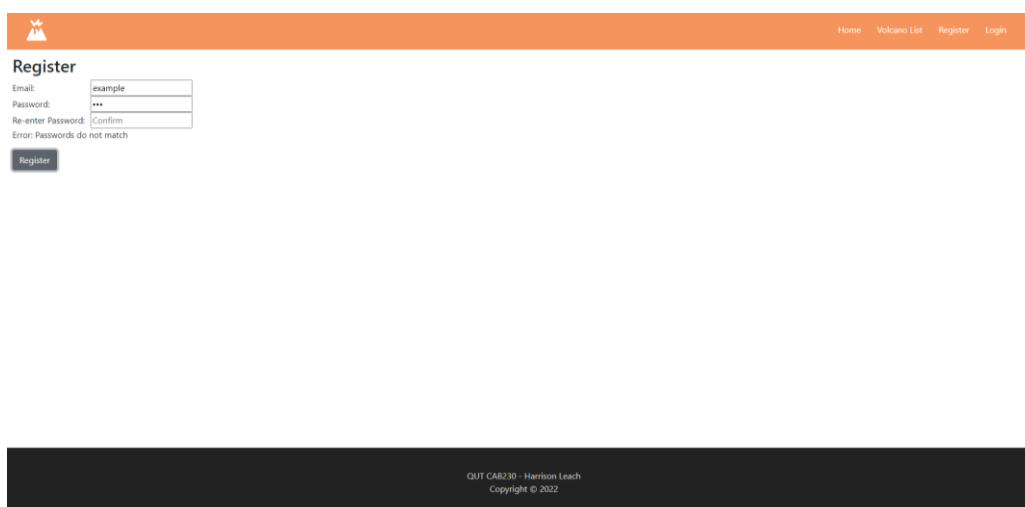 Home Volcano List Register Login
Register
Email: example
Password: •••
Re-enter Password: Confirm
Error: Passwords do not match
Register
QUT CAB230 - Harrison Leach
Copyright © 2022